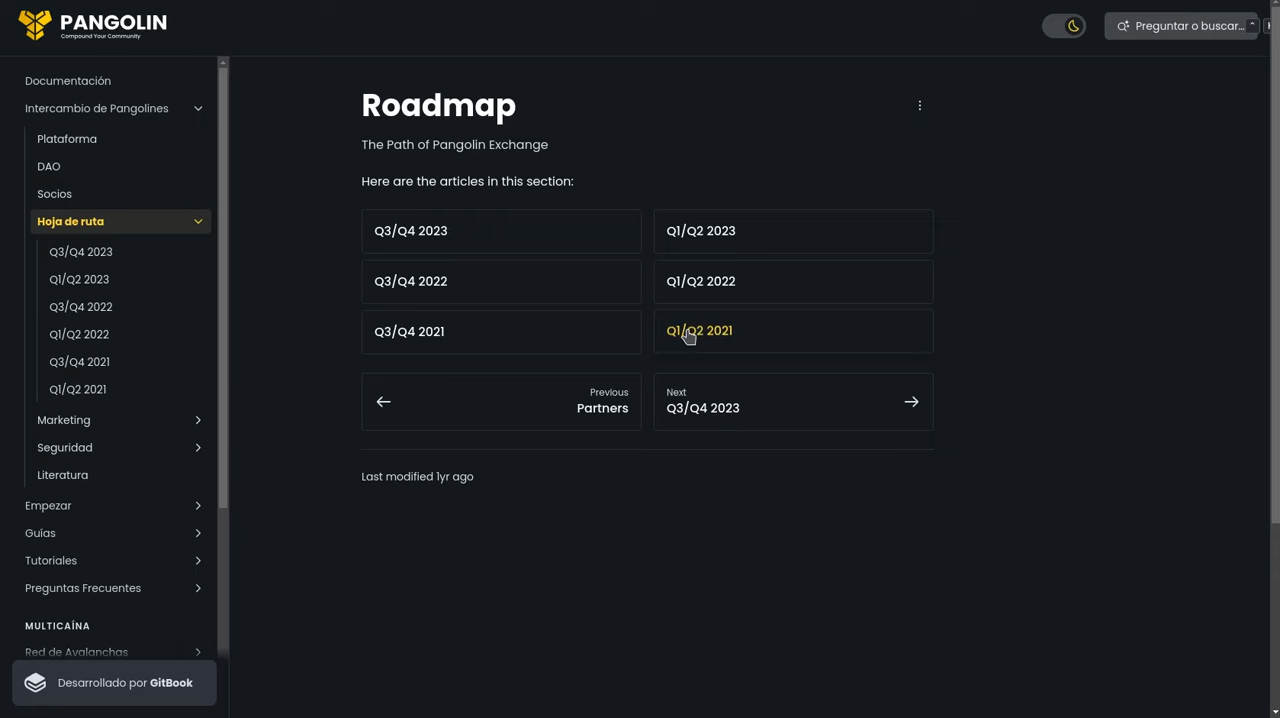 PANGOLIN
Compound Your Community
Preguntar o buscar...
Documentación
Intercambio de Pangolines
Plataforma
DAO
Socios
Hoja de ruta
Q3/Q4 2023
Q1/Q2 2023
Q3/Q4 2022
Q1/Q2 2022
Q3/Q4 2021
Q1/Q2 2021
Marketing
Seguridad
Literatura
Empezar
Guías
Tutoriales
Preguntas Frecuentes
MULTICAÍNA
Red de Avalanchas
Desarrollado por GitBook
Roadmap
The Path of Pangolin Exchange
Here are the articles in this section:
Q3/Q4 2023
Q1/Q2 2023
Q3/Q4 2022
Q1/Q2 2022
Q3/Q4 2021
Q1/Q2 2021
Previous
Partners
Next
Q3/Q4 2023
Last modified 1yr ago